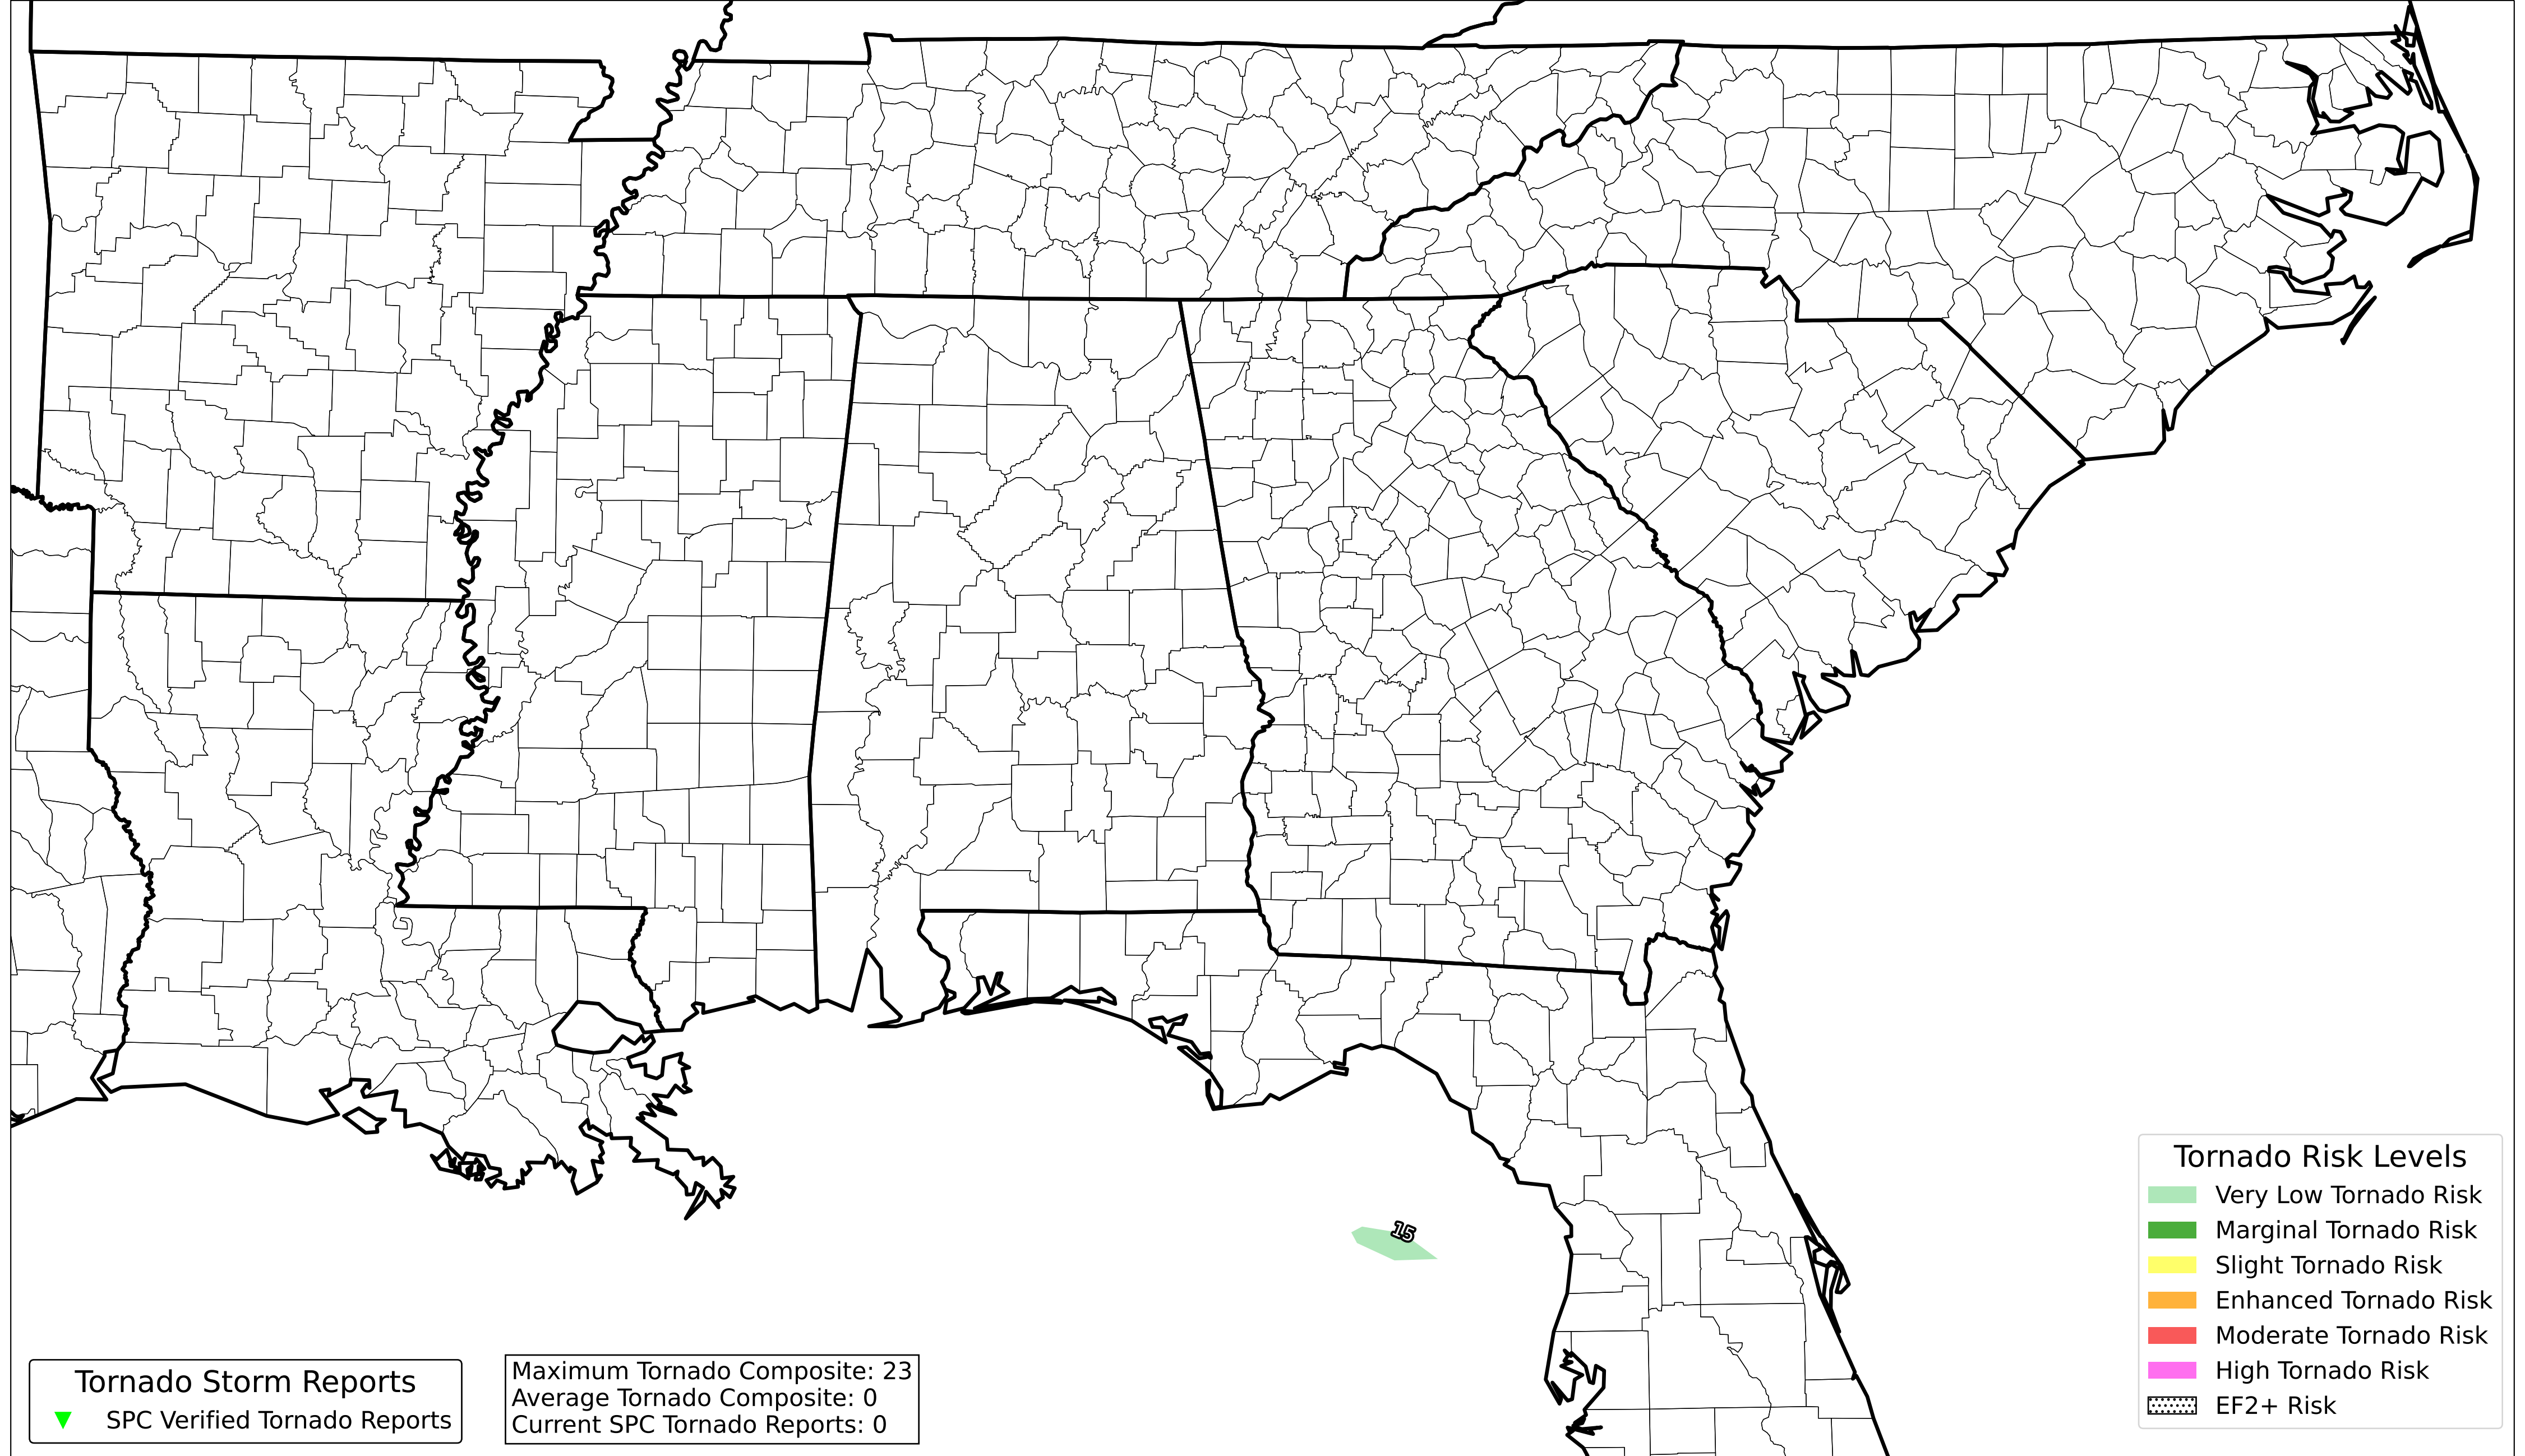 15
Tornado Risk Levels
Very Low Tornado Risk
Marginal Tornado Risk
Slight Tornado Risk
Enhanced Tornado Risk
Moderate Tornado Risk
High Tornado Risk
EF2+ Risk
Tornado Storm Reports
SPC Verified Tornado Reports
Maximum Tornado Composite: 23
Average Tornado Composite: 0
Current SPC Tornado Reports: 0